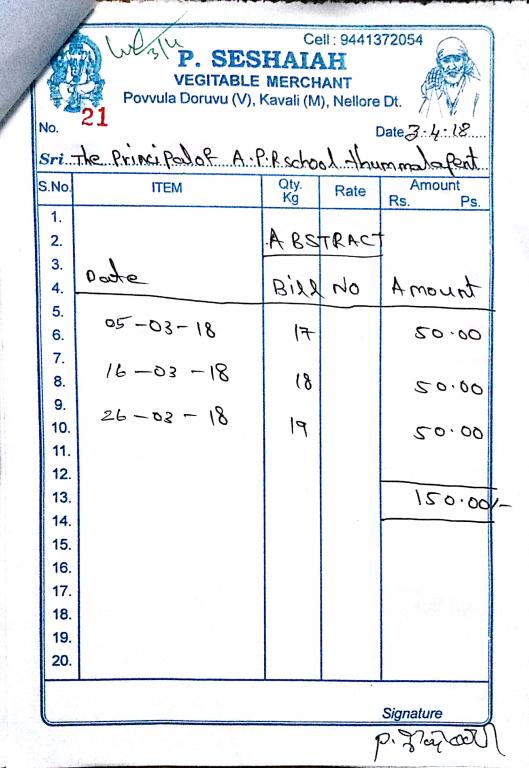 Cell : 9441372054
P. SESHAIAH
VEGITABLE MERCHANT
Povvula Doruvu (V), Kavali (M), Nellore Dt.
No. 21
Date 3-4-18
Sri The Principal of A.P.R school Thummalapent
S.No. ITEM Qty. Kg Rate Amount Rs. Ps.
1.
2. ABSTRACT
3.
4. Date Bill No Amount
5.
6. 05-03-18 17 50.00
7.
8. 16-03-18 18 50.00
9.
10. 26-03-18 19 50.00
11.
12.
13. 150.00/-
14.
15.
16.
17.
18.
19.
20.
Signature